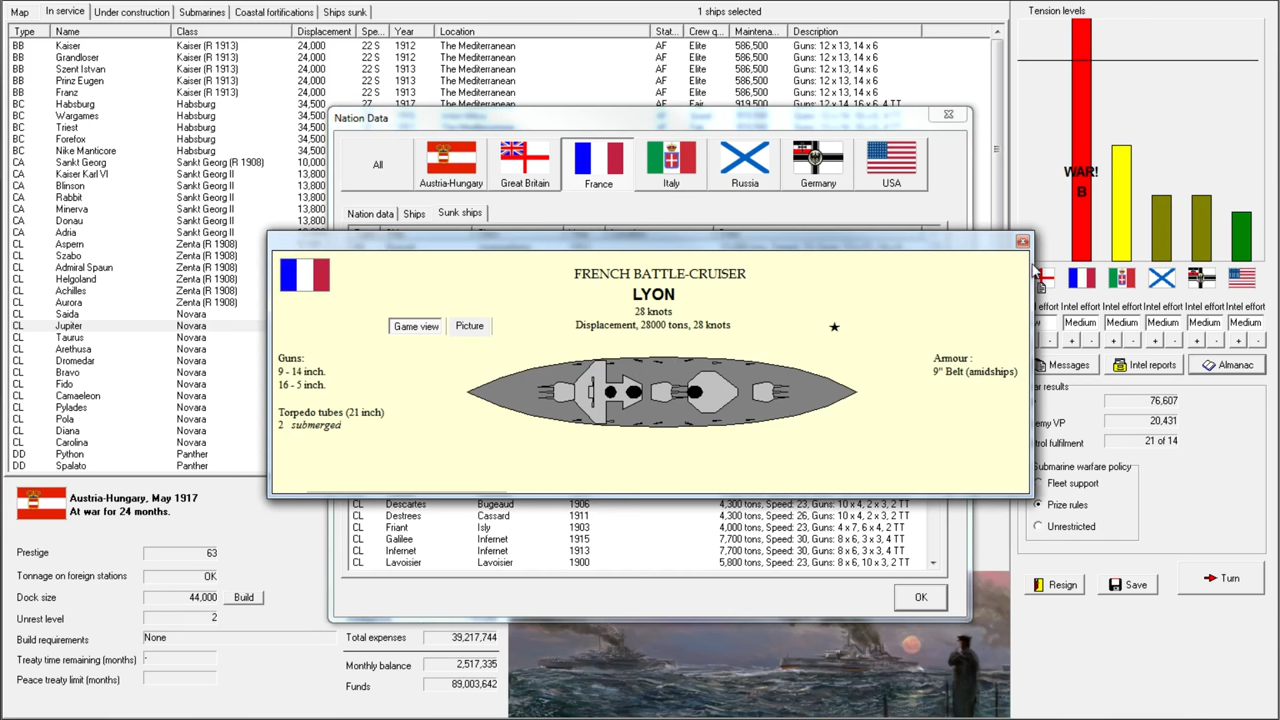 Map In service Under construction Submarines Coastal fortifications Ships sunk 1 ships selected Tension levels
Type Name Class Displacement Spe... Year Location Stat... Crew q... Maintena... Description
BB Kaiser Kaiser (R 1913) 24,000 22 S 1912 The Mediterranean AF Elite 586,500 Guns: 12 x 13, 14 x 6
BB Grandloser Kaiser (R 1913) 24,000 22 S 1912 The Mediterranean AF Elite 586,500 Guns: 12 x 13, 14 x 6
BB Szent Istvan Kaiser (R 1913) 24,000 22 S 1913 The Mediterranean AF Elite 586,500 Guns: 12 x 13, 14 x 6
BB Prinz Eugen Kaiser (R 1913) 24,000 22 S 1913 The Mediterranean AF Elite 586,500 Guns: 12 x 13, 14 x 6
BB Franz Kaiser (R 1913) 24,000 22 S 1913 The Mediterranean AF Elite 586,500 Guns: 12 x 13, 14 x 6
BC Habsburg Habsburg 34,500 27 1917 The Mediterranean AF Fair 919,500 Guns: 12 x 14, 16 x 6, 4 TT
BC Wargames Habsburg 34,500
BC Triest Habsburg 34,500
BC Forefox Habsburg 34,500
BC Nike Manticore Habsburg 34,500
CA Sankt Georg Sankt Georg (R 1908) 10,000
CA Kaiser Karl VI Sankt Georg II 13,800
CA Blinson Sankt Georg II 13,800
CA Rabbit Sankt Georg II 13,800
CA Minerva Sankt Georg II 13,800
CA Donau Sankt Georg II 13,800
CA Adria Sankt Georg II 13,800
CL Aspern Zenta (R 1908)
CL Szabo Zenta (R 1908)
CL Admiral Spaun Zenta (R 1908)
CL Helgoland Zenta (R 1908)
CL Achilles Zenta (R 1908)
CL Aurora Zenta (R 1908)
CL Saida Novara
CL Jupiter Novara
CL Taurus Novara
CL Arethusa Novara
CL Dromedar Novara
CL Bravo Novara
CL Fido Novara
CL Camaeleon Novara
CL Pylades Novara
CL Pola Novara
CL Diana Novara
CL Carolina Novara
DD Python Panther
DD Spalato Panther
Nation Data
All Austria-Hungary Great Britain France Italy Russia Germany USA
Nation data Ships Sunk ships
FRENCH BATTLE-CRUISER
LYON
28 knots
Displacement, 28000 tons, 28 knots
Game view Picture
Guns:
9 - 14 inch.
16 - 5 inch.
Torpedo tubes (21 inch)
2 submerged
Armour :
9" Belt (amidships)
CL Descartes Bugeaud 1906 4,300 tons, Speed: 23, Guns: 10 x 4, 2 x 3, 2 TT
CL Destrees Cassard 1911 4,300 tons, Speed: 26, Guns: 10 x 4, 2 TT
CL Friant Isly 1903 4,000 tons, Speed: 23, Guns: 4 x 7, 6 x 4, 2 TT
CL Galilee Infernet 1915 7,700 tons, Speed: 30, Guns: 8 x 6, 3 x 3, 4 TT
CL Infernet Infernet 1913 7,700 tons, Speed: 30, Guns: 8 x 6, 3 x 3, 4 TT
CL Lavoisier Lavoisier 1900 5,800 tons, Speed: 23, Guns: 8 x 6, 2 TT
OK
WAR!
B
Intel effort Intel effort Intel effort Intel effort Intel effort
Medium Medium Medium Medium Medium
+ - + - + - + - + -
Messages Intel reports Almanac
results
76,607
VP 20,431
fulfilment 21 of 14
Submarine warfare policy
Fleet support
Prize rules
Unrestricted
Resign Save Turn
Austria-Hungary, May 1917
At war for 24 months.
Prestige 63
Tonnage on foreign stations OK
Dock size 44,000 Build
Unrest level 2
Build requirements None
Treaty time remaining (months) -
Peace treaty limit (months)
Total expenses 39,217,744
Monthly balance 2,517,335
Funds 89,003,642